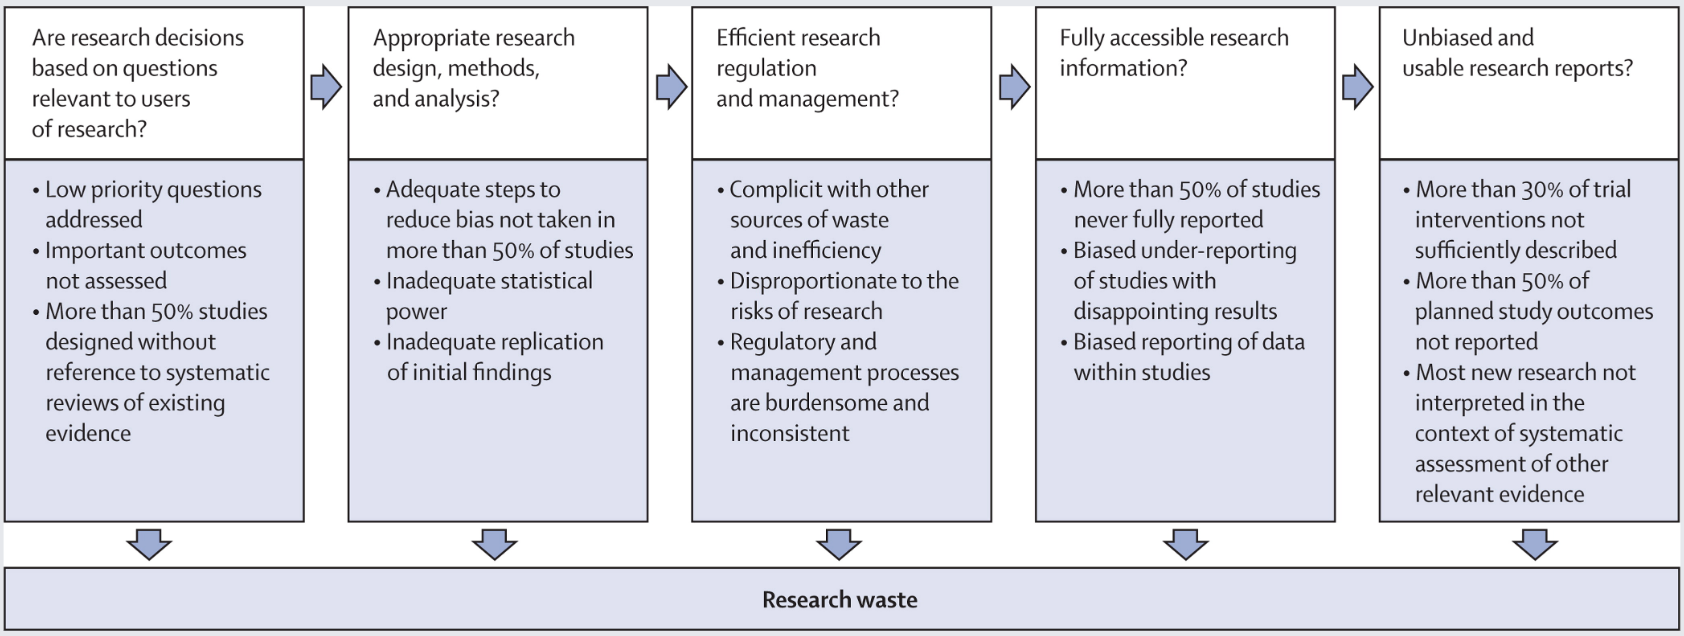 Are research decisions
based on questions
relevant to users
of research?
• Low priority questions
addressed
• Important outcomes
not assessed
• More than 50% studies
designed without
reference to systematic
reviews of existing
evidence
Appropriate research
design, methods,
and analysis?
• Adequate steps to
reduce bias not taken in
more than 50% of studies
• Inadequate statistical
power
• Inadequate replication
of initial findings
Efficient research
regulation
and management?
• Complicit with other
sources of waste
and inefficiency
• Disproportionate to the
risks of research
• Regulatory and
management processes
are burdensome and
inconsistent
Fully accessible research
information?
• More than 50% of studies
never fully reported
• Biased under-reporting
of studies with
disappointing results
• Biased reporting of data
within studies
Unbiased and
usable research reports?
• More than 30% of trial
interventions not
sufficiently described
• More than 50% of
planned study outcomes
not reported
• Most new research not
interpreted in the
context of systematic
assessment of other
relevant evidence
Research waste